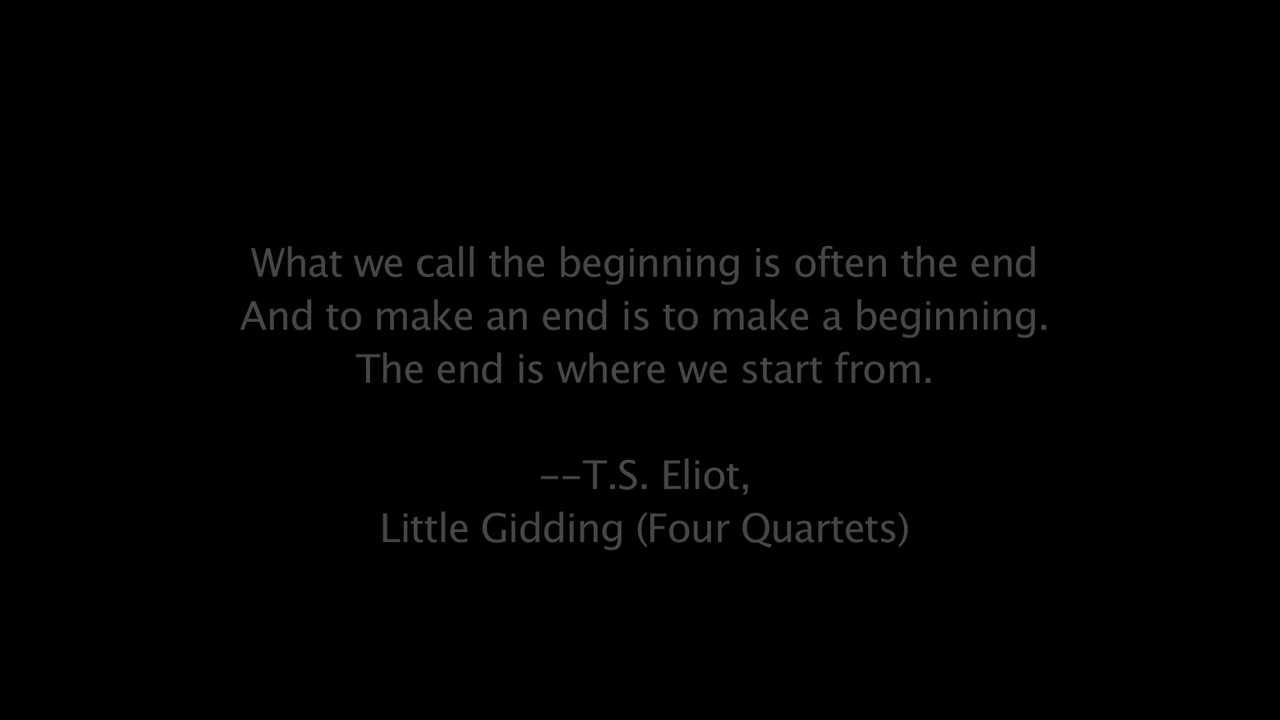 What we call the beginning is often the end
And to make an end is to make a beginning.
The end is where we start from.
--T.S. Eliot,
Little Gidding (Four Quartets)